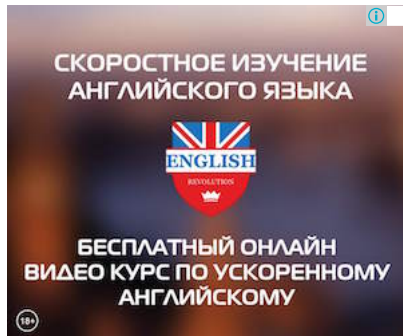 СКОРОСТНОЕ ИЗУЧЕНИЕ
АНГЛИЙСКОГО ЯЗЫКА
ENGLISH
REVOLUTION
БЕСПЛАТНЫЙ ОНЛАЙН
ВИДЕО КУРС ПО УСКОРЕННОМУ
АНГЛИЙСКОМУ
18+